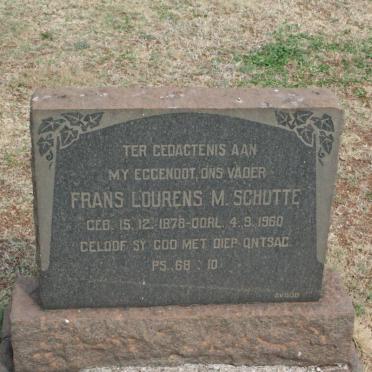 TER GEDAGTENIS AAN
MY EGGENOOT, ONS VADER
FRANS LOURENS M. SCHUTTE
GEB. 15. 12. 1878 - OORL. 4. 9. 1960
GELOOF SY GOD MET DIEP ONTSAG.
PS. 68 : 10